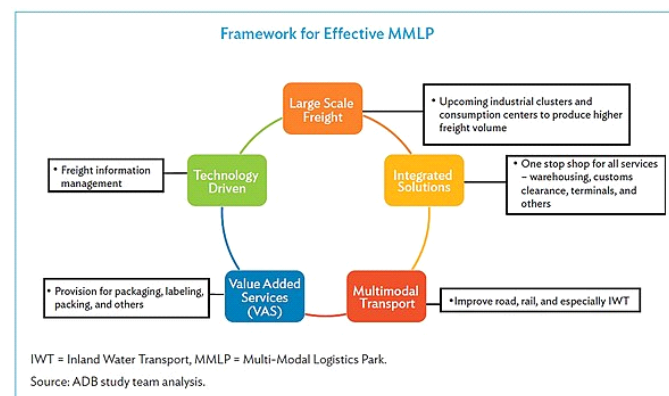 Framework for Effective MMLP
Large Scale
Freight
• Upcoming industrial clusters and
consumption centers to produce higher
freight volume
• Freight information
management
Technology
Driven
Integrated
Solutions
• One stop shop for all services
– warehousing, customs
clearance, terminals, and
others
• Provision for packaging, labeling,
packing, and others
Value Added
Services
(VAS)
Multimodal
Transport
•Improve road, rail, and especially IWT
IWT = Inland Water Transport, MMLP = Multi-Modal Logistics Park.
Source: ADB study team analysis.